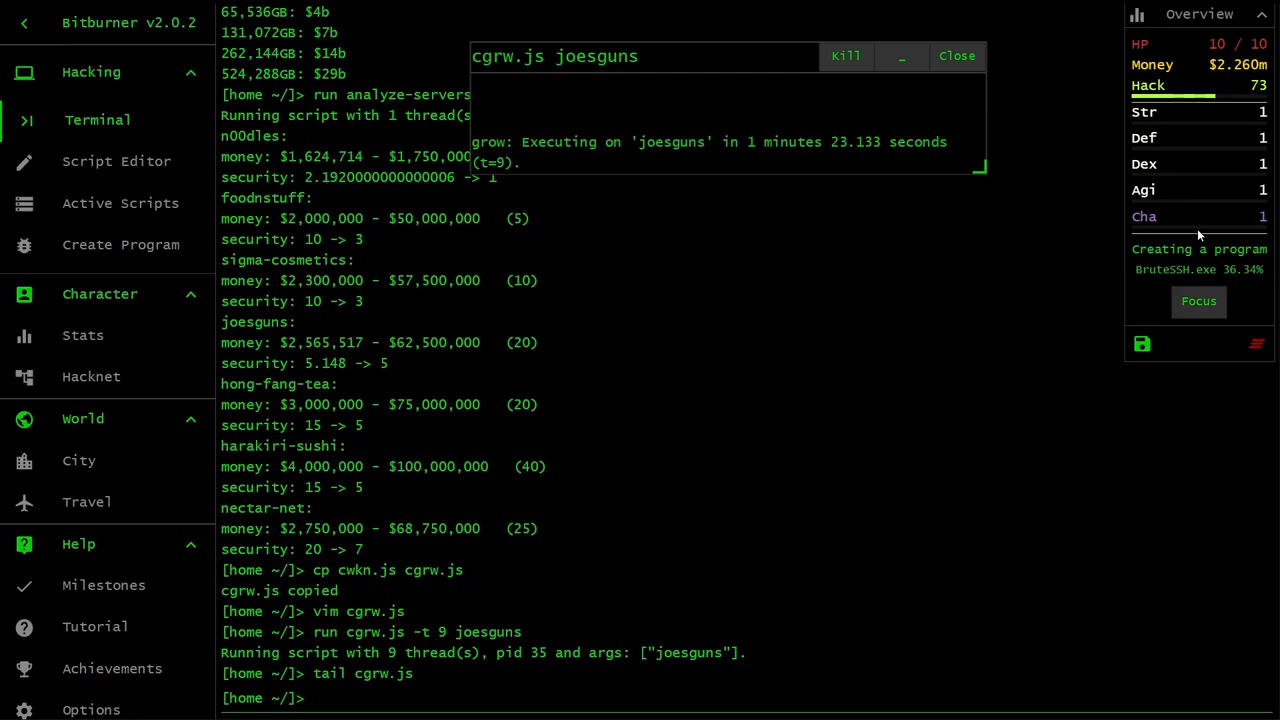 Bitburner v2.0.2
Hacking
Terminal
Script Editor
Active Scripts
Create Program
Character
Stats
Hacknet
World
City
Travel
Help
Milestones
Tutorial
Achievements
Options
65,536GB: $4b
131,072GB: $7b
262,144GB: $14b
524,288GB: $29b
[home ~/]> run analyze-servers
Running script with 1 thread(s
n00dles:
money: $1,624,714 - $1,750,000
security: 2.1920000000000006 -> 1
foodnstuff:
money: $2,000,000 - $50,000,000   (5)
security: 10 -> 3
sigma-cosmetics:
money: $2,300,000 - $57,500,000   (10)
security: 10 -> 3
joesguns:
money: $2,565,517 - $62,500,000   (20)
security: 5.148 -> 5
hong-fang-tea:
money: $3,000,000 - $75,000,000   (20)
security: 15 -> 5
harakiri-sushi:
money: $4,000,000 - $100,000,000   (40)
security: 15 -> 5
nectar-net:
money: $2,750,000 - $68,750,000   (25)
security: 20 -> 7
[home ~/]> cp cwkn.js cgrw.js
cgrw.js copied
[home ~/]> vim cgrw.js
[home ~/]> run cgrw.js -t 9 joesguns
Running script with 9 thread(s), pid 35 and args: ["joesguns"].
[home ~/]> tail cgrw.js
[home ~/]>
cgrw.js joesguns
Kill
_
Close
grow: Executing on 'joesguns' in 1 minutes 23.133 seconds
(t=9).
Overview
HP 10 / 10
Money $2.260m
Hack 73
Str 1
Def 1
Dex 1
Agi 1
Cha 1
Creating a program
BruteSSH.exe 36.34%
Focus